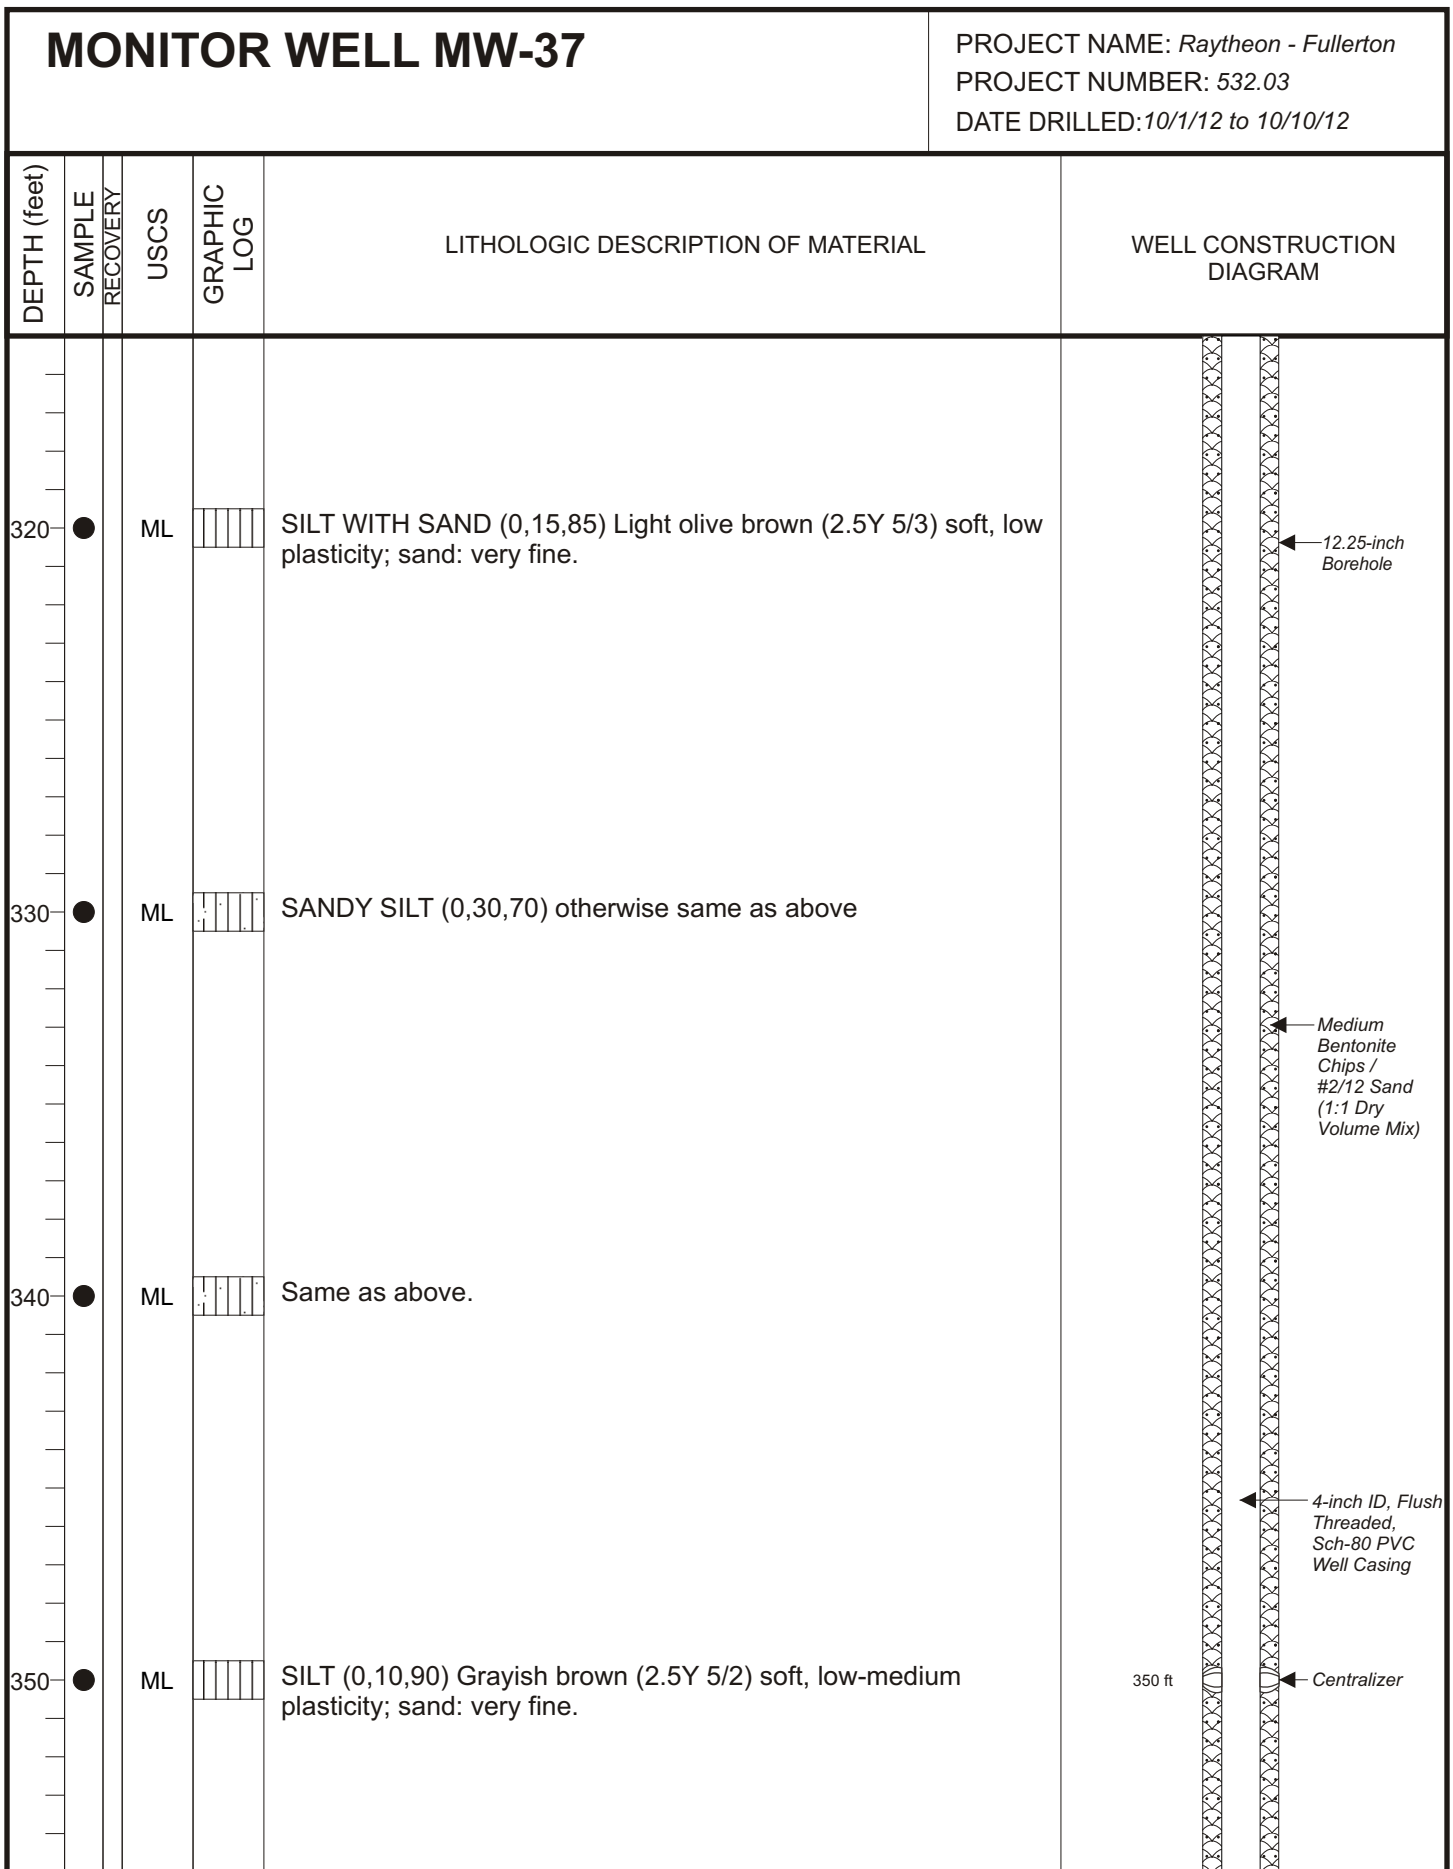 MONITOR WELL MW-37
PROJECT NAME: Raytheon - Fullerton
PROJECT NUMBER: 532.03
DATE DRILLED:10/1/12 to 10/10/12
DEPTH (feet)
SAMPLE
RECOVERY
USCS
GRAPHIC
LOG
LITHOLOGIC DESCRIPTION OF MATERIAL
WELL CONSTRUCTION
DIAGRAM
320
ML
SILT WITH SAND (0,15,85) Light olive brown (2.5Y 5/3) soft, low
plasticity; sand: very fine.
12.25-inch
Borehole
330
ML
SANDY SILT (0,30,70) otherwise same as above
Medium
Bentonite
Chips /
#2/12 Sand
(1:1 Dry
Volume Mix)
340
ML
Same as above.
4-inch ID, Flush
Threaded,
Sch-80 PVC
Well Casing
350
ML
SILT (0,10,90) Grayish brown (2.5Y 5/2) soft, low-medium
plasticity; sand: very fine.
350 ft
Centralizer